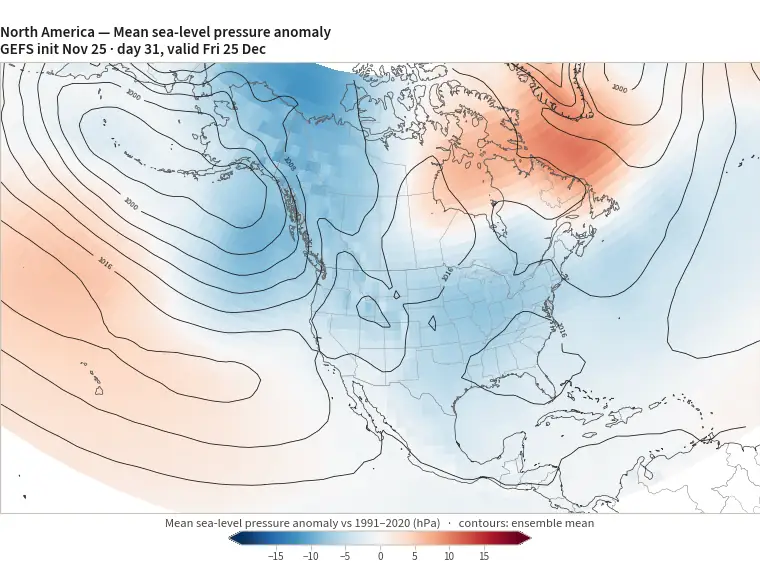 North America — Mean sea-level pressure anomaly
GEFS init Nov 25 · day 31, valid Fri 25 Dec
1000
1000
1008
1000
1016
1016
1016
Mean sea-level pressure anomaly vs 1991–2020 (hPa)  ·  contours: ensemble mean
−15 −10 −5 0 5 10 15